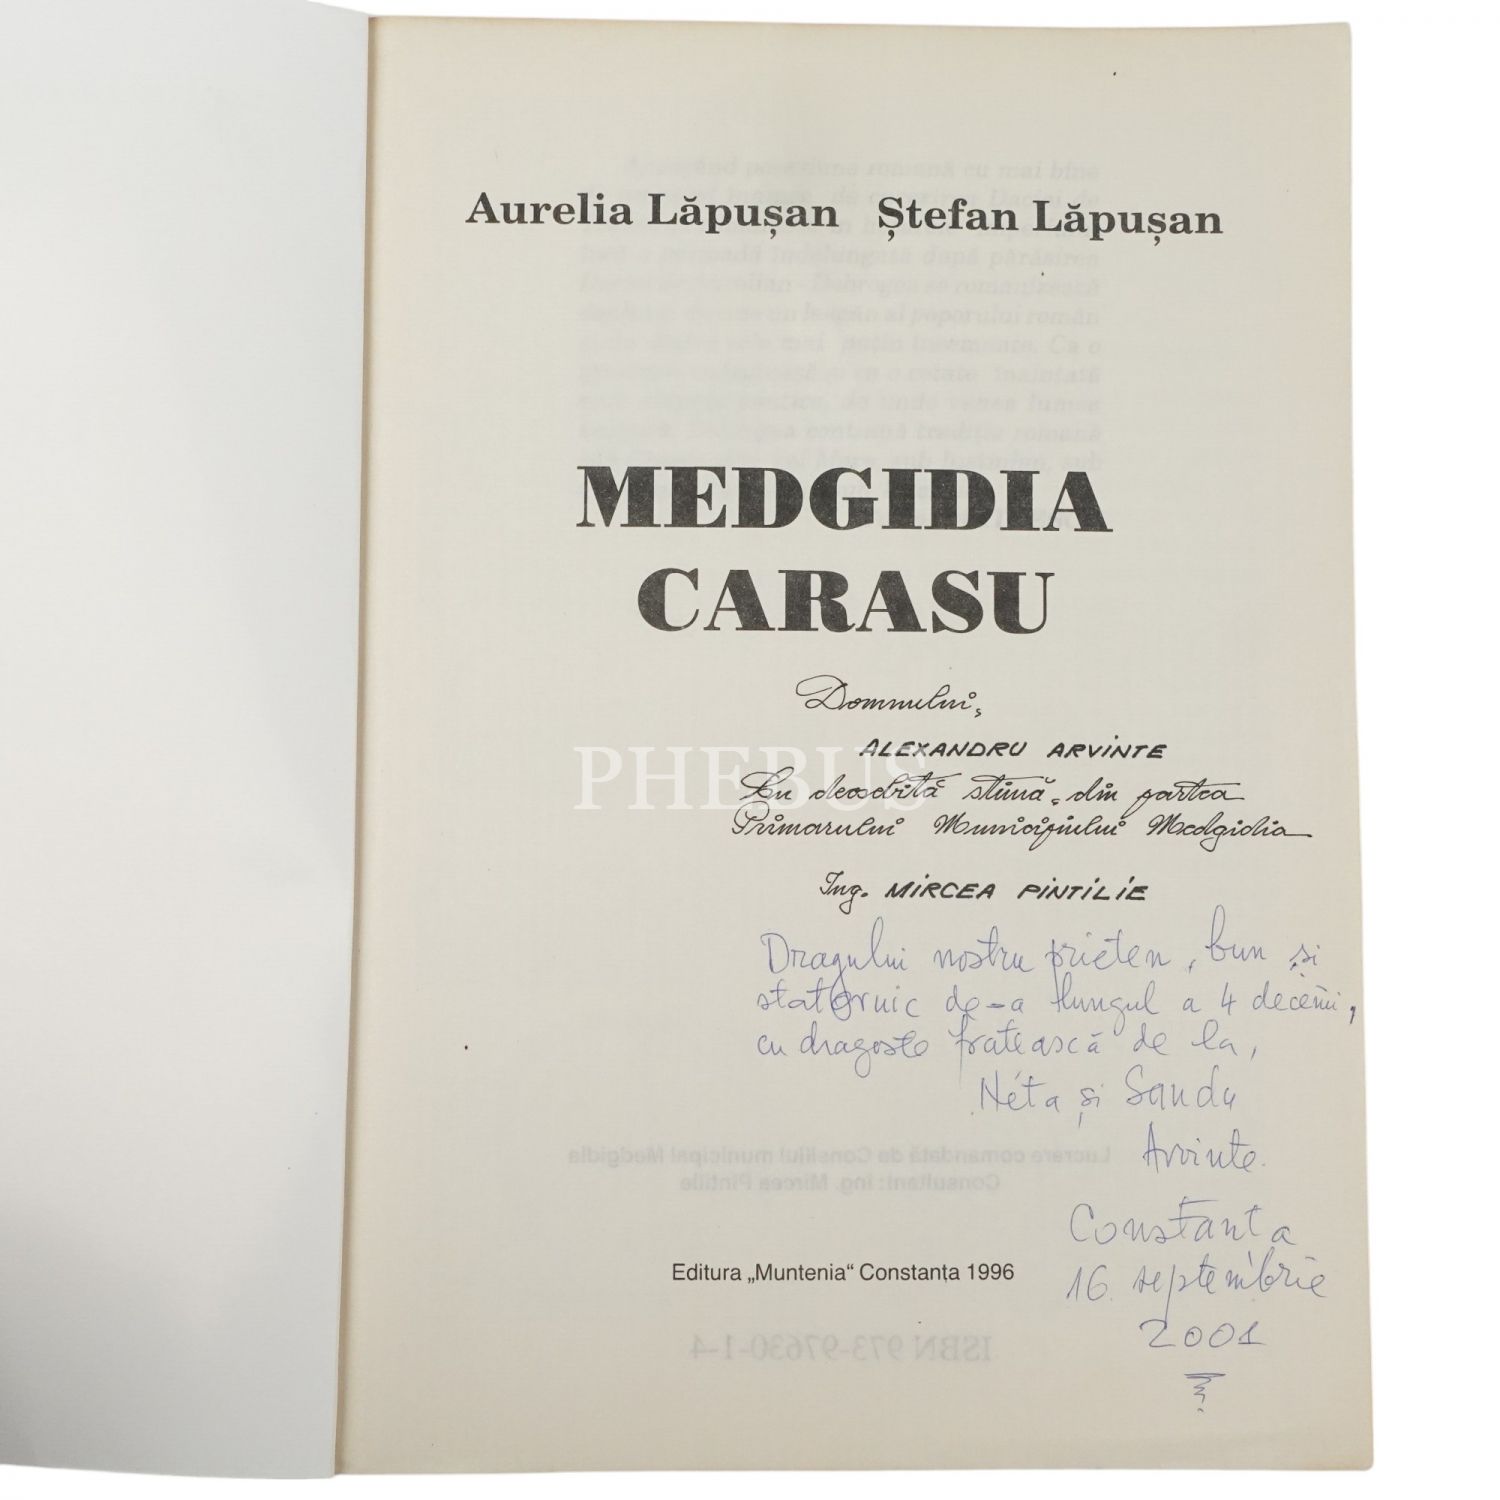 Aurelia Lăpușan Ștefan Lăpușan
MEDGIDIA
CARASU
Domnului,
ALEXANDRU ARVINTE
PHEBUS
Cu deosebită stimă, din partea
Primarului Municipiului Medgidia
Ing. MIRCEA PINTILIE
Dragului nostru prieten, bun și
statornic de-a lungul a 4 decenii,
cu dragoste frățească de la,
Neta și Sandu
Arvinte.
Lucrare comandată de Consiliul municipal Medgidia
Consultant: Ing. Mircea Pintilie
Constanta
16 septembrie
2001
Editura „Muntenia“ Constanța 1996
ISBN 973-97630-1-4